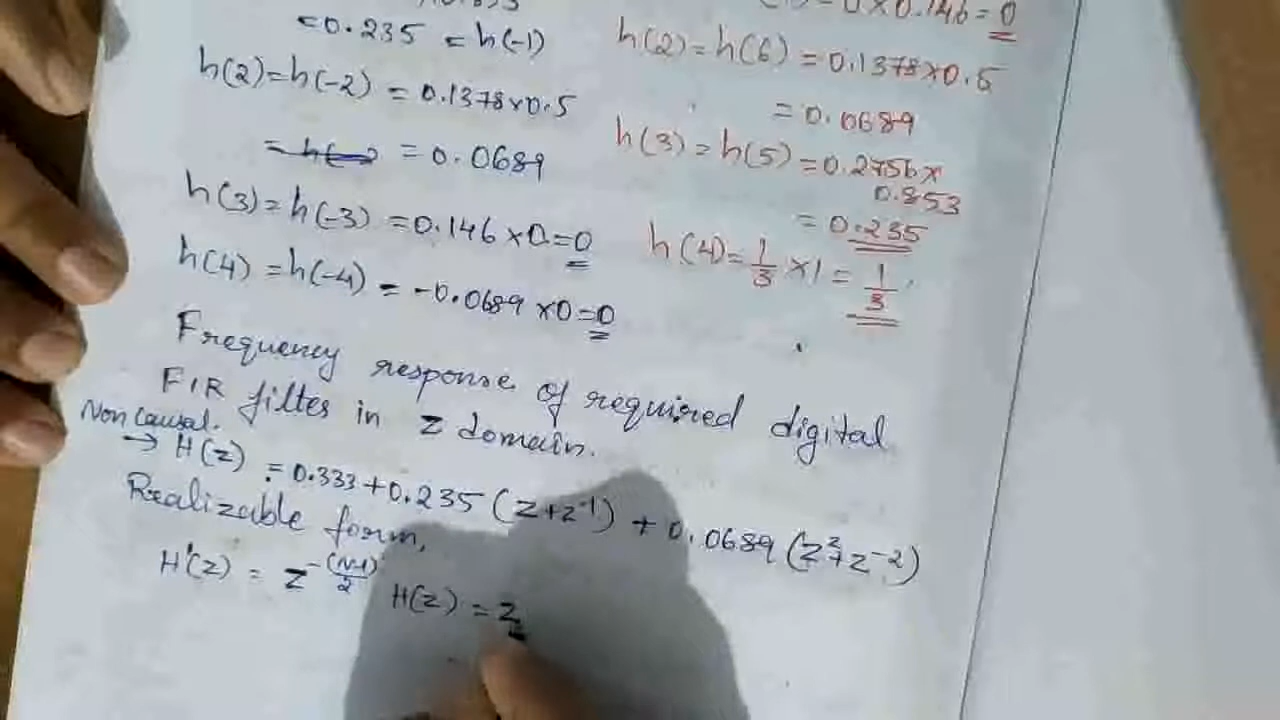 = 0.235 = h(-1)
h(2) = h(-2) = 0.1378×0.5
= 0.0689
h(3) = h(-3) = 0.146 ×0. = 0
h(4) = h(-4) = -0.0689 ×0 = 0
×0.146 = 0
h(2) = h(6) = 0.1378×0.5
= 0.0689
h(3) = h(5) = 0.2756×
0.853
= 0.235
h(4) = 1/3 ×1 = 1/3
Frequency response of required digital
FIR filter in z domain.
Non Causal.
→ H(z) = 0.333 + 0.235 (z+z⁻¹) + 0.0689 (z²+z⁻²)
Realizable form,
H'(z) = z^-(N-1)/2 H(z) = z